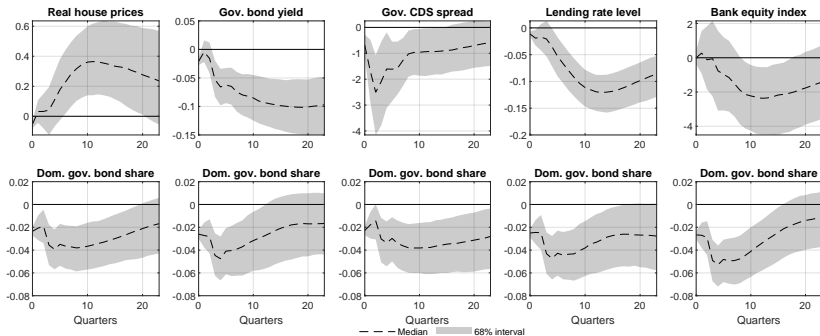 Real house prices
Gov. bond yield
Gov. CDS spread
Lending rate level
Bank equity index
0.6
0.4
0.2
0
0 10 20
0.05
0
-0.05
-0.1
-0.15
0 10 20
0
-1
-2
-3
-4
-5
0 10 20
0
-0.05
-0.1
-0.15
-0.2
0 10 20
2
0
-2
-4
0 10 20
Dom. gov. bond share
Dom. gov. bond share
Dom. gov. bond share
Dom. gov. bond share
Dom. gov. bond share
0.02
0
-0.02
-0.04
-0.06
-0.08
0 10 20
Quarters
0.02
0
-0.02
-0.04
-0.06
-0.08
0 10 20
Quarters
0.02
0
-0.02
-0.04
-0.06
-0.08
0 10 20
Quarters
0.02
0
-0.02
-0.04
-0.06
-0.08
0 10 20
Quarters
0.02
0
-0.02
-0.04
-0.06
-0.08
0 10 20
Quarters
Median 68% interval